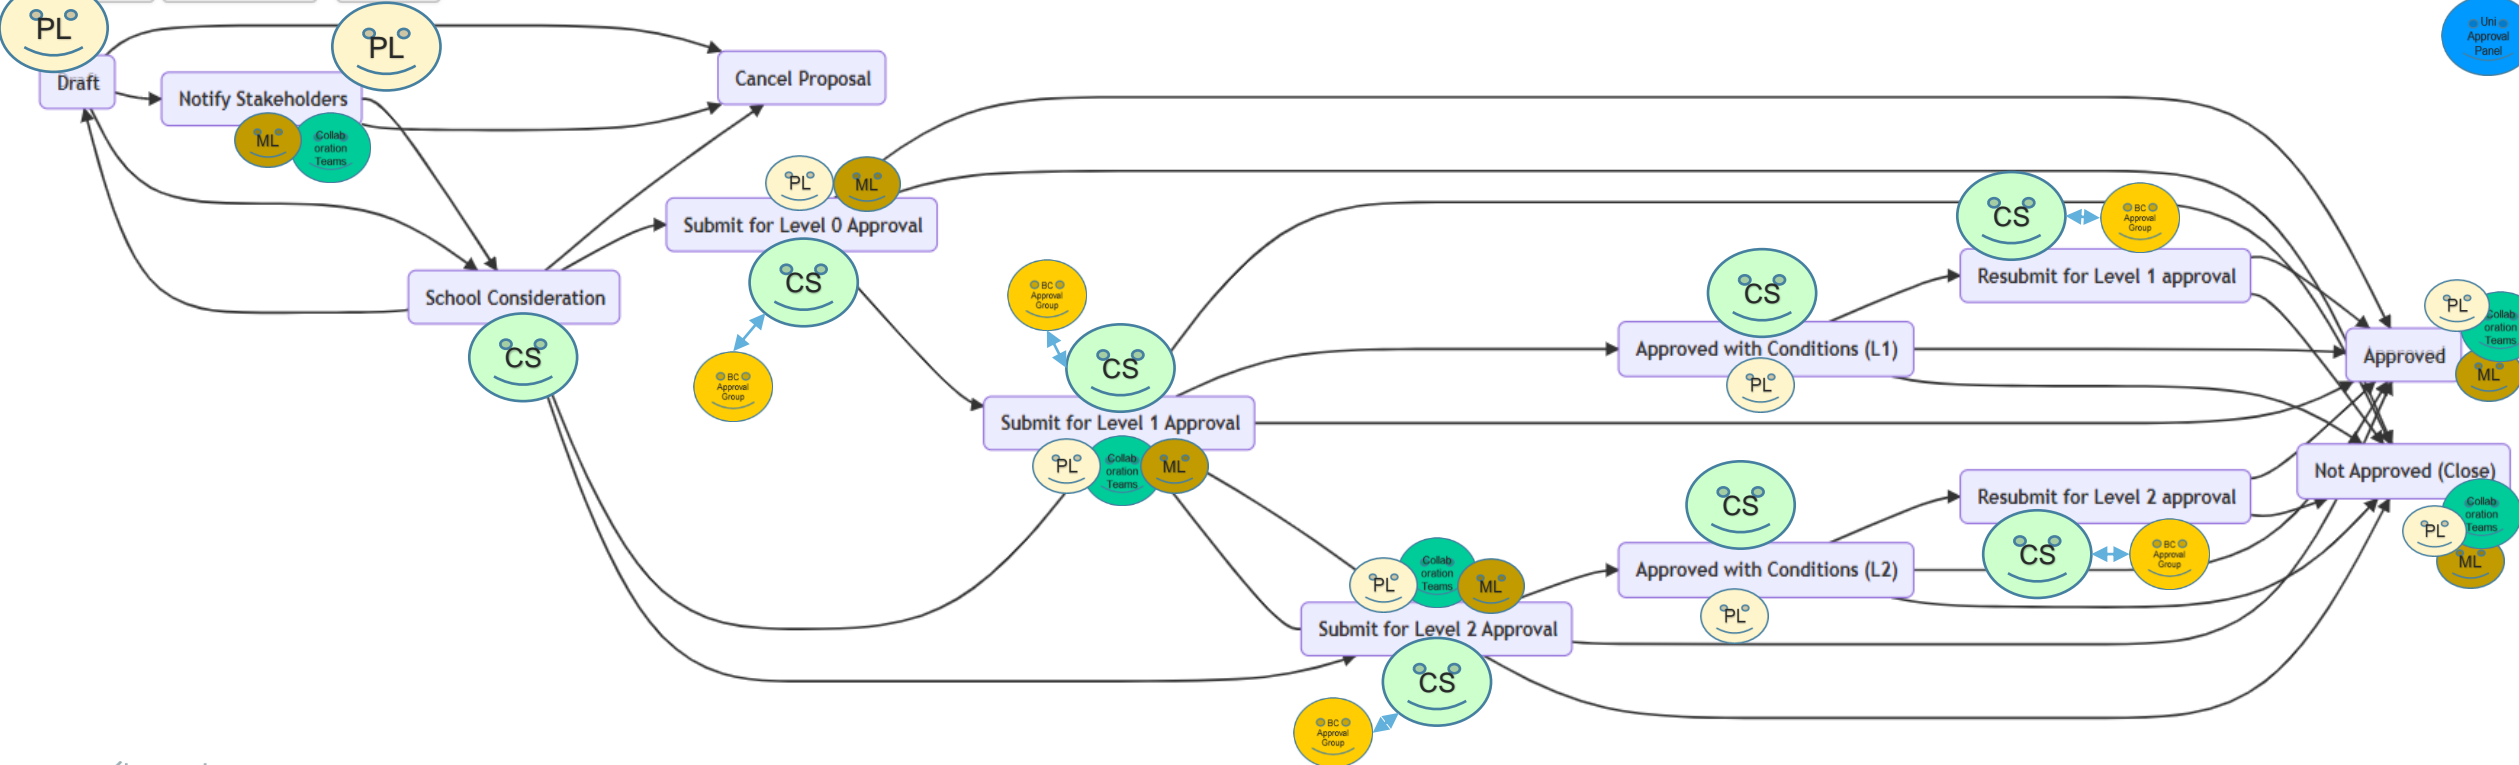 PL
PL
Uni
Approval
Panel
Draft
Notify Stakeholders
Cancel Proposal
ML
Collab
oration
Teams
PL
ML
Submit for Level 0 Approval
CS
BC
Approval
Group
School Consideration
CS
BC
Approval
Group
CS
Submit for Level 1 Approval
PL
Collab
oration
Teams
ML
CS
BC
Approval
Group
Resubmit for Level 1 approval
CS
Approved with Conditions (L1)
PL
PL
Collab
oration
Teams
Approved
ML
Not Approved (Close)
Collab
oration
Teams
PL
ML
CS
Resubmit for Level 2 approval
CS
BC
Approval
Group
Approved with Conditions (L2)
PL
PL
Collab
oration
Teams
ML
Submit for Level 2 Approval
CS
BC
Approval
Group